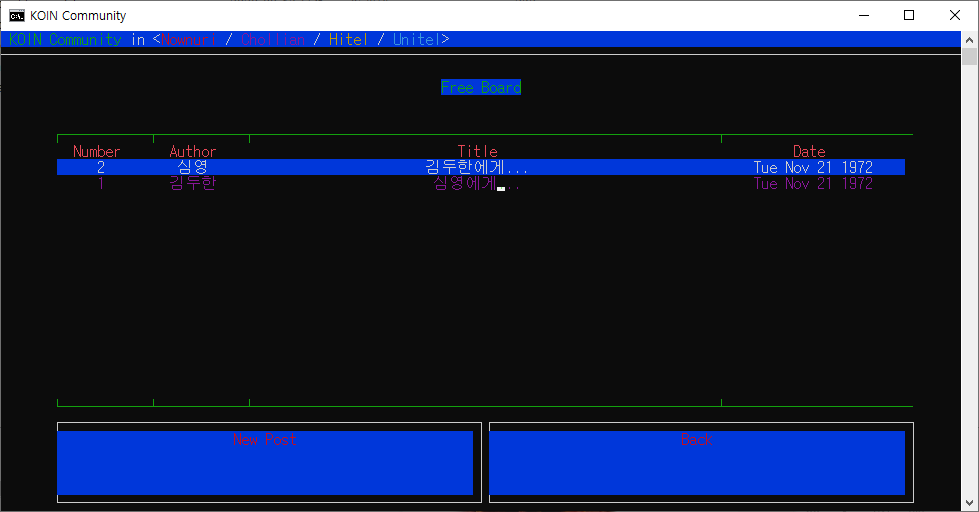 KOIN Community
KOIN Community in <Nownuri / Chollian / Hitel / Unitel>
Free Board
Number Author Title Date
2 심영 김두한에게... Tue Nov 21 1972
1 김두한 심영에게... Tue Nov 21 1972
New Post Back